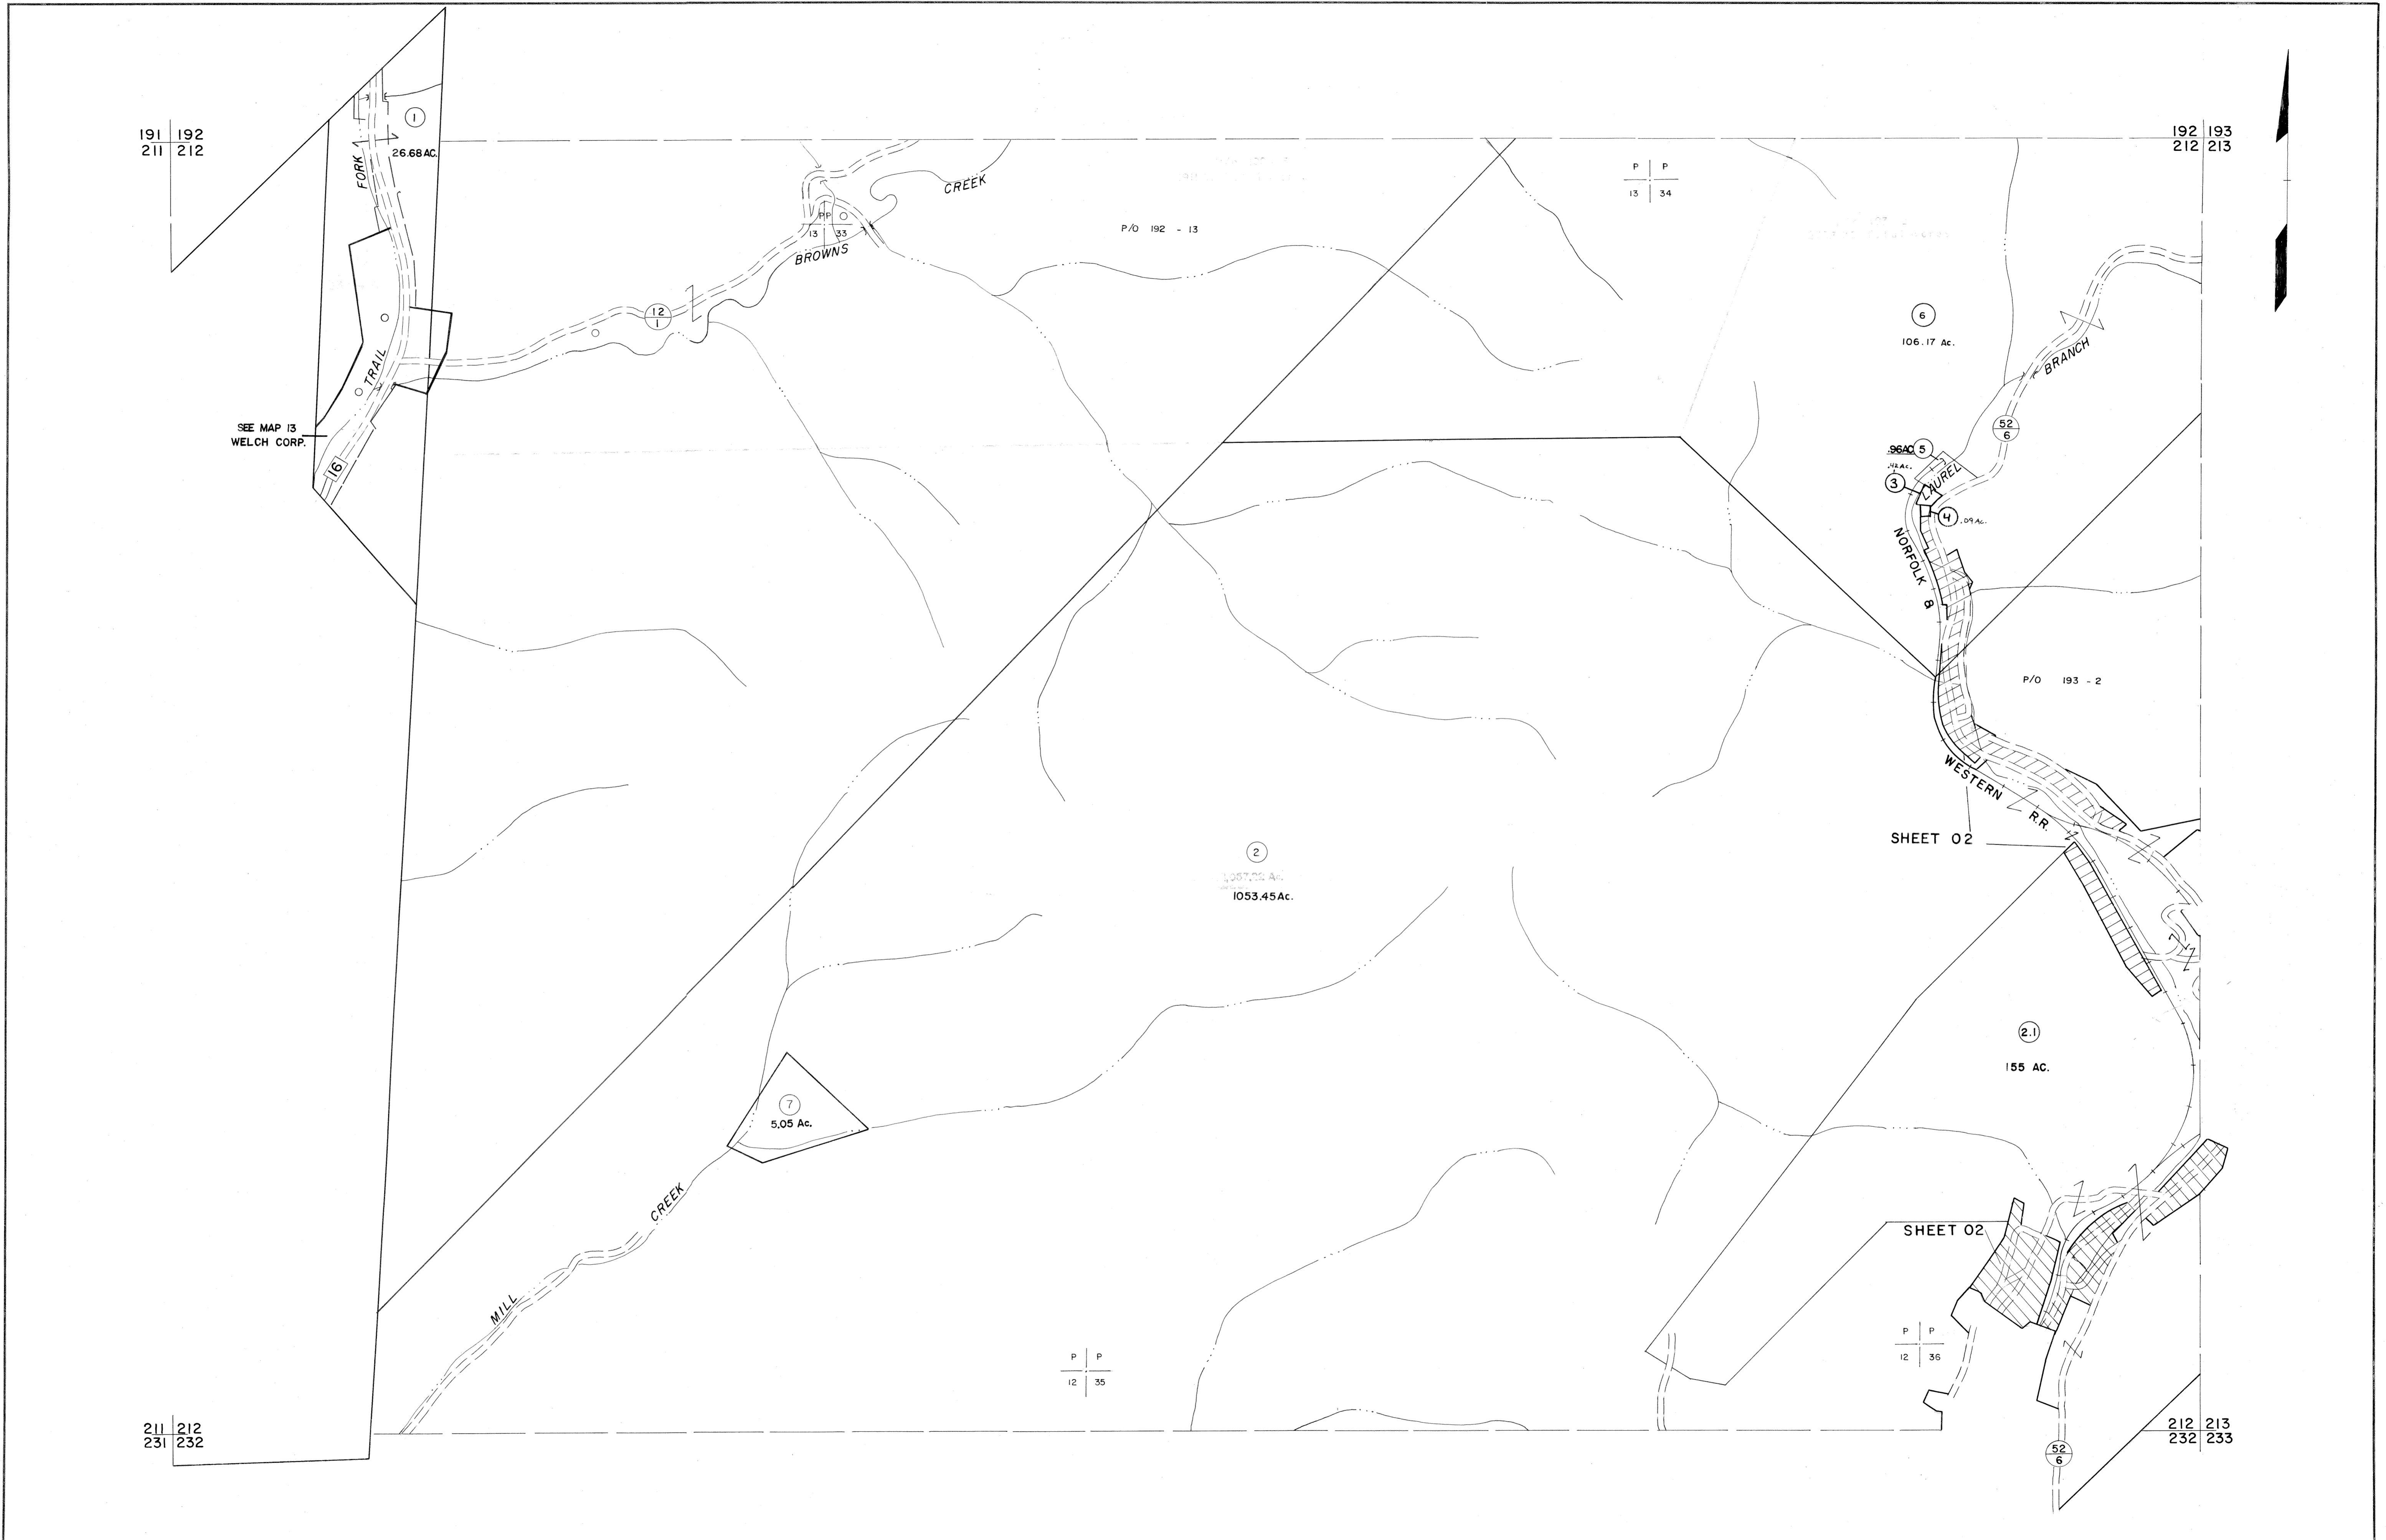 191 192
211 212
1
26.68 AC.
FORK
TRAIL
16
SEE MAP 13
WELCH CORP.
12
1
P P
13 33
BROWNS
CREEK
P/O 192 - 13
P P
13 34
192 193
212 213
6
106.17 Ac.
BRANCH
52
6
.96AC
5
.42AC.
3
LAUREL
4
.09Ac.
NORFOLK &
WESTERN
R.R.
P/O 193 - 2
SHEET 02
2
1053.45Ac.
2.1
155 AC.
7
5.05 Ac.
MILL
CREEK
SHEET 02
P P
12 35
P P
12 36
211 212
231 232
52
6
212 213
232 233